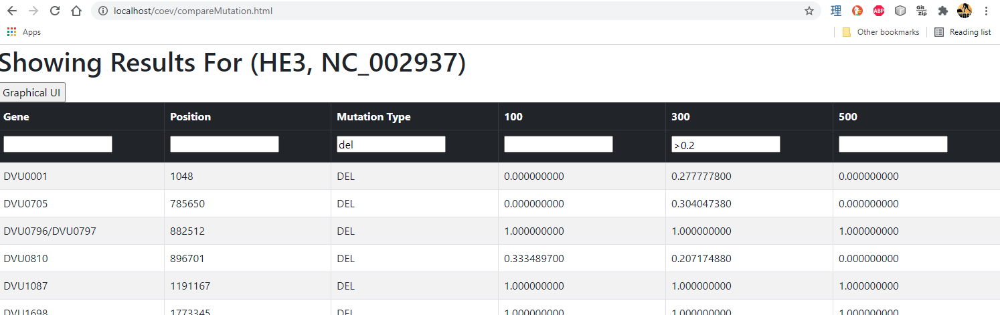 localhost/coev/compareMutation.html
理 ABP Git Zip
Apps Other bookmarks Reading list
Showing Results For (HE3, NC_002937)
Graphical UI
Gene Position Mutation Type 100 300 500
del >0.2
DVU0001 1048 DEL 0.000000000 0.277777800 0.000000000
DVU0705 785650 DEL 0.000000000 0.304047380 0.000000000
DVU0796/DVU0797 882512 DEL 1.000000000 1.000000000 1.000000000
DVU0810 896701 DEL 0.333489700 0.207174880 0.000000000
DVU1087 1191167 DEL 1.000000000 1.000000000 1.000000000
DVU1698 1773345 DEL 1.000000000 1.000000000 1.000000000